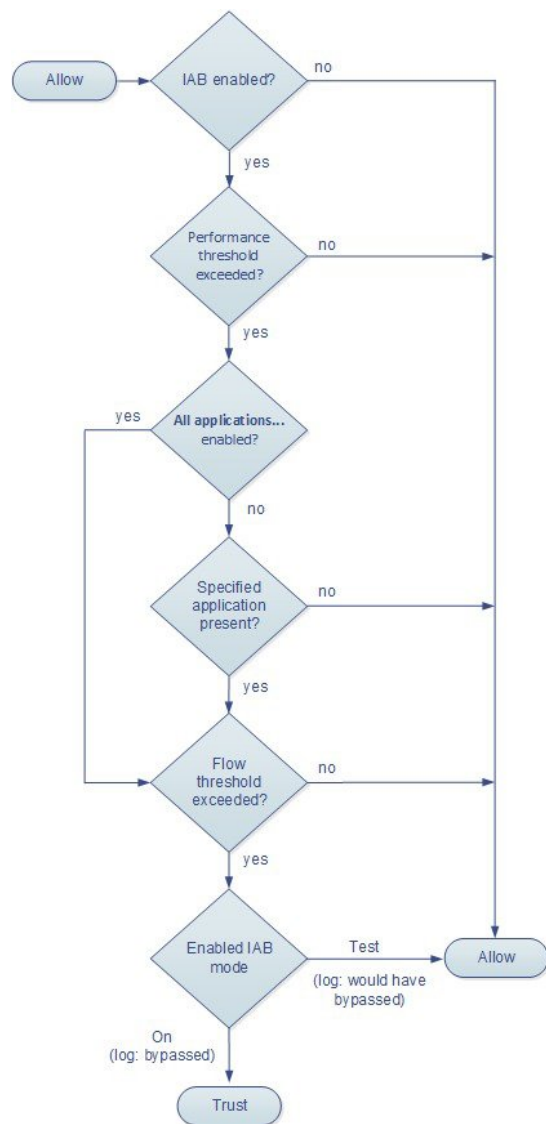 Allow
IAB enabled?
no
yes
Performance
threshold
exceeded?
no
yes
All applications...
enabled?
yes
no
Specified
application
present?
no
yes
Flow
threshold
exceeded?
no
yes
Enabled IAB
mode
Test
(log: would have
bypassed)
Allow
On
(log: bypassed)
Trust